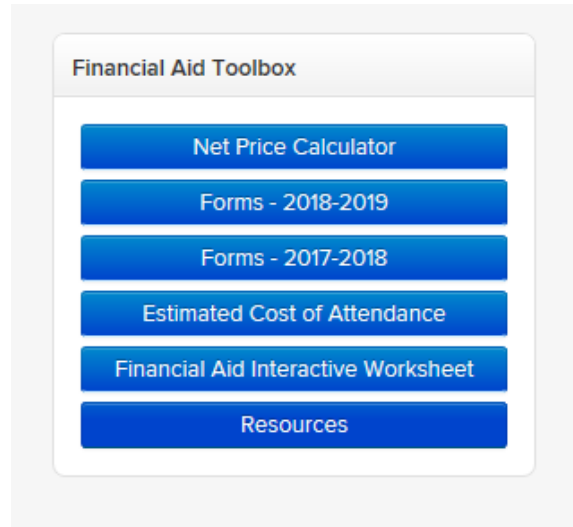 Financial Aid Toolbox
Net Price Calculator
Forms - 2018-2019
Forms - 2017-2018
Estimated Cost of Attendance
Financial Aid Interactive Worksheet
Resources